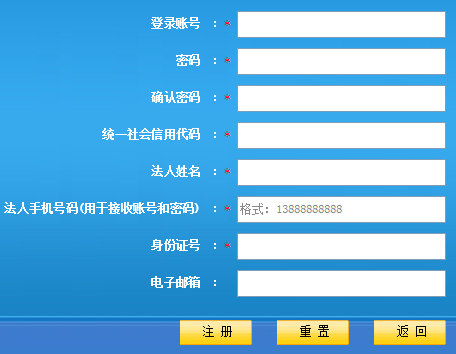 登录账号 : *
密码 : *
确认密码 : *
统一社会信用代码 : *
法人姓名 : *
法人手机号码(用于接收账号和密码) : * 格式: 13888888888
身份证号 : *
电子邮箱 :
注 册 重 置 返 回